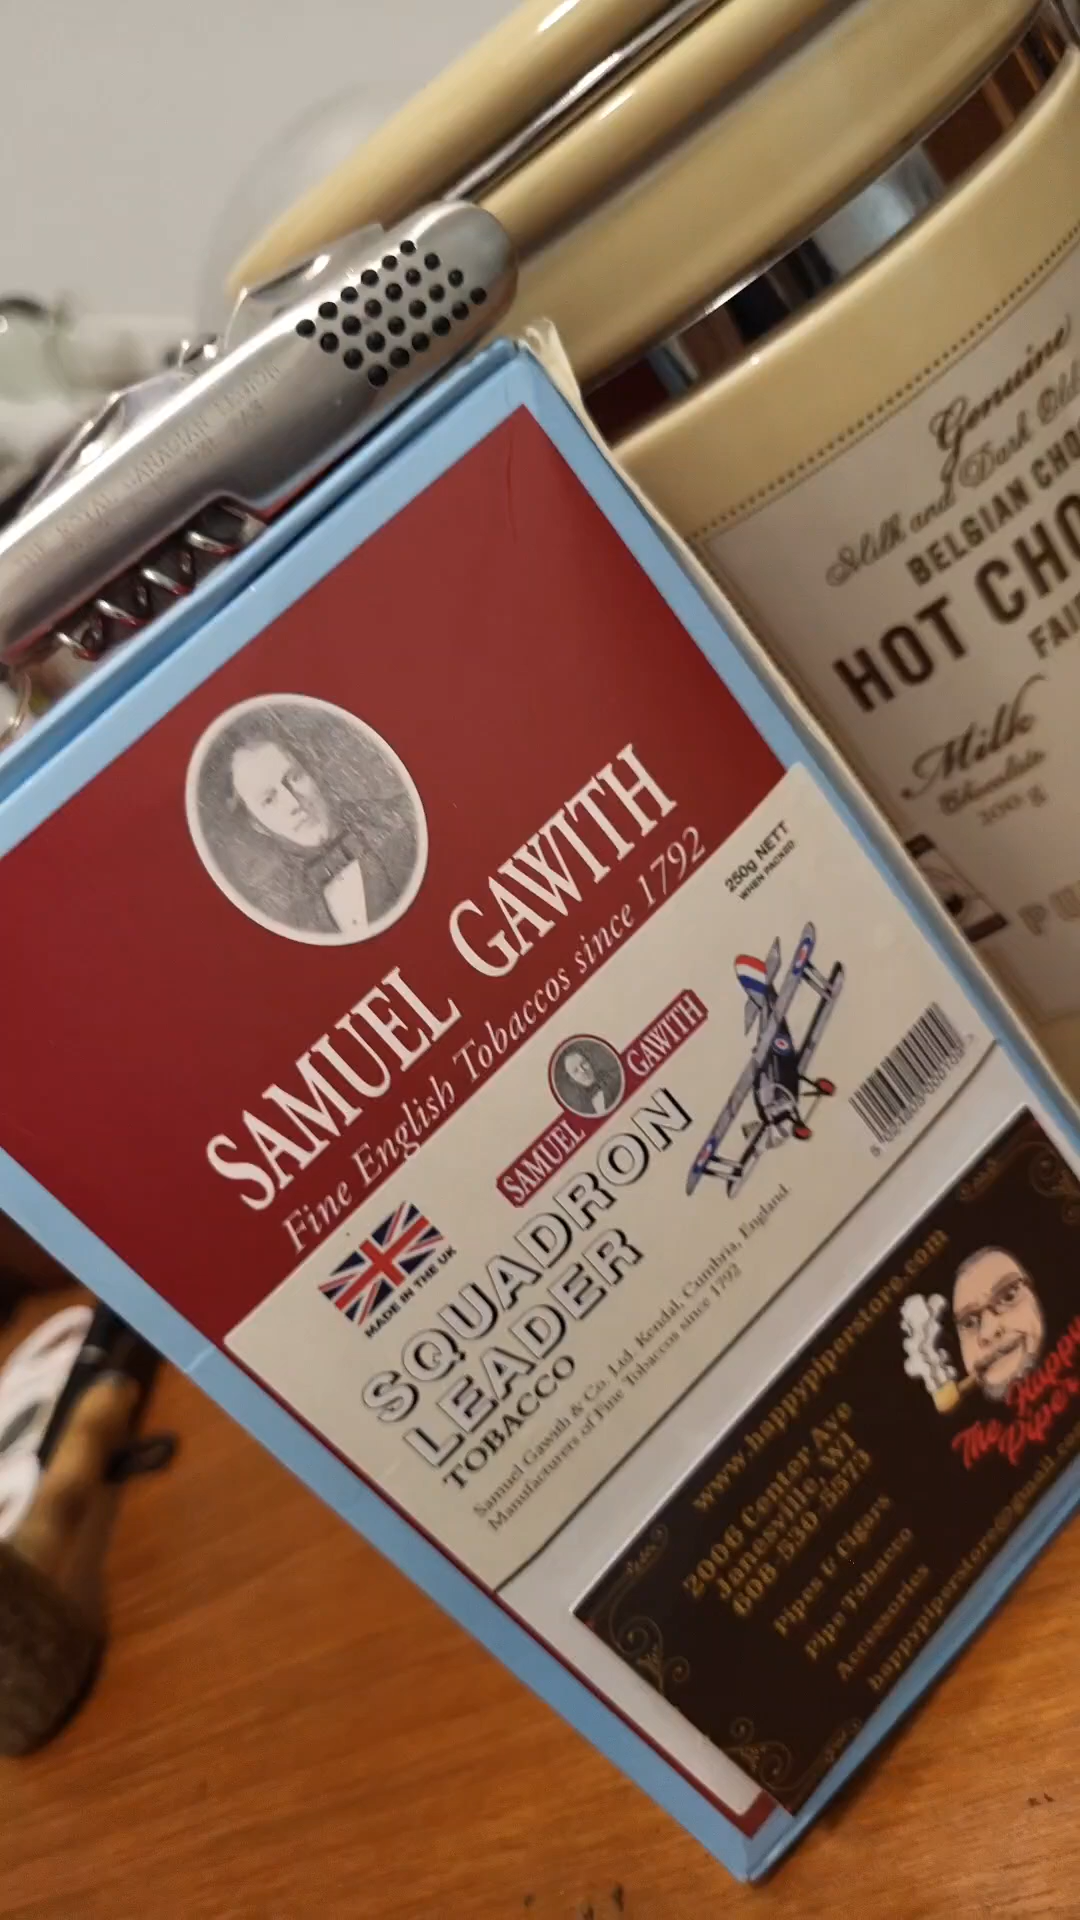 SAMUEL GAWITH
Fine English Tobaccos since 1792
250g NETT
WHEN PACKED
SAMUEL GAWITH
MADE IN THE UK
SQUADRON
LEADER
TOBACCO
Samuel Gawith & Co. Ltd. Kendal, Cumbria, England.
Manufacturers of Fine Tobaccos since 1792
www.happypiperstore.com
2006 Center Ave
Janesville, WI
608-530-5573
Pipes & Cigars
Pipe Tobacco
Accessories
The Happy
Piper
Genuine
Milk and Dark
BELGIAN
HOT
Milk
Chocolate
200 g